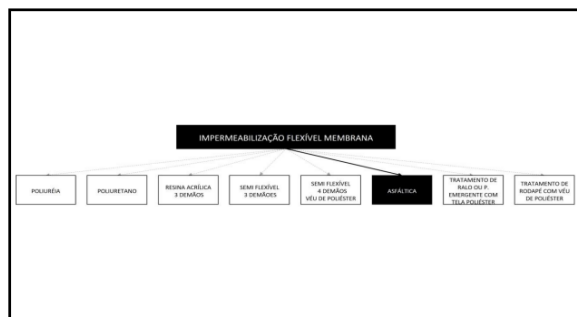 IMPERMEABILIZAÇÃO FLEXÍVEL MEMBRANA
POLIURÉIA
POLIURETANO
RESINA ACRÍLICA
3 DEMÃOS
SEMI FLEXÍVEL
3 DEMÃOES
SEMI FLEXÍVEL
4 DEMÃOS
VÉU DE POLIÉSTER
ASFÁLTICA
TRATAMENTO DE
RALO OU P.
EMERGENTE COM
TELA POLIÉSTER
TRATAMENTO DE
RODAPÉ COM VÉU
DE POLIÉSTER